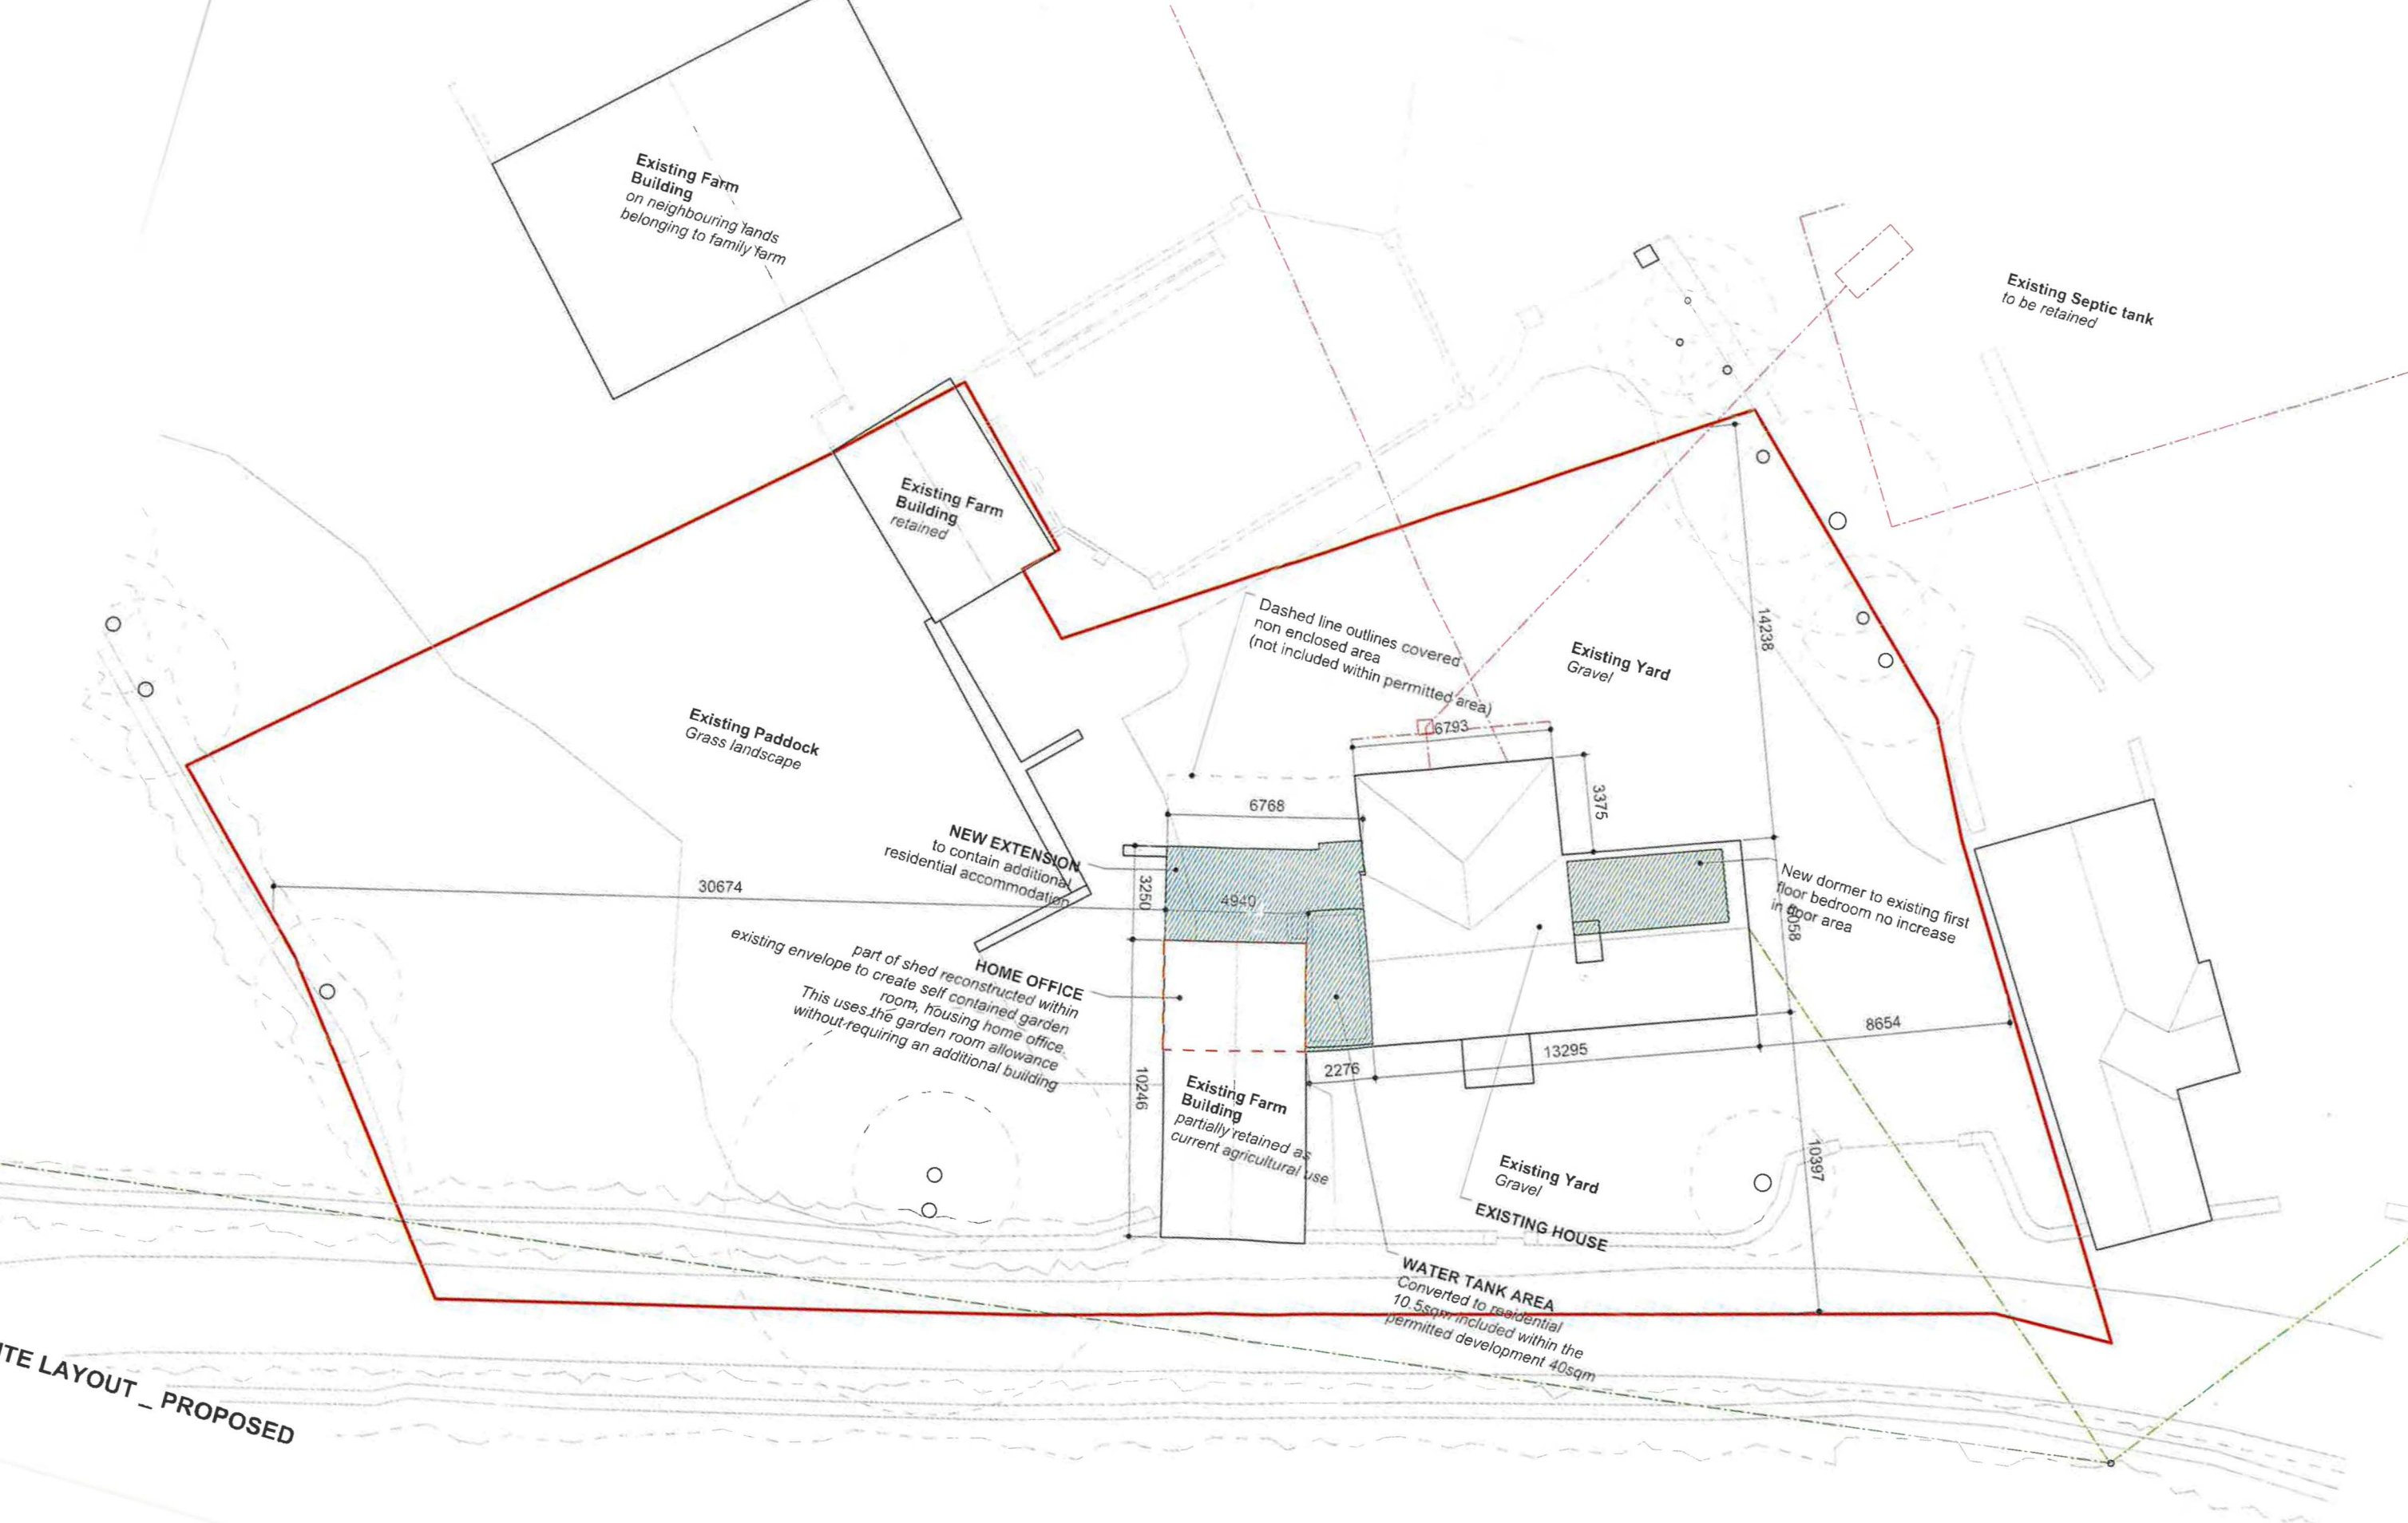 Existing Farm
Building
on neighbouring lands
belonging to family farm
Existing Septic tank
to be retained
Existing Farm
Building
retained
Dashed line outlines covered
non enclosed area
(not included within permitted area)
Existing Yard
Gravel
14238
Existing Paddock
Grass landscape
6793
3375
6768
NEW EXTENSION
to contain additional
residential accommodation
30674
3250
4940
New dormer to existing first
floor bedroom no increase
in floor area
HOME OFFICE
part of shed reconstructed within
existing envelope to create self contained garden
room, housing home office.
This uses the garden room allowance
without requiring an additional building
8654
13295
2276
10246
Existing Farm
Building
partially retained as
current agricultural use
10397
Existing Yard
Gravel
EXISTING HOUSE
WATER TANK AREA
Converted to residential
10.5sqm included within the
permitted development 40sqm
LAYOUT _ PROPOSED